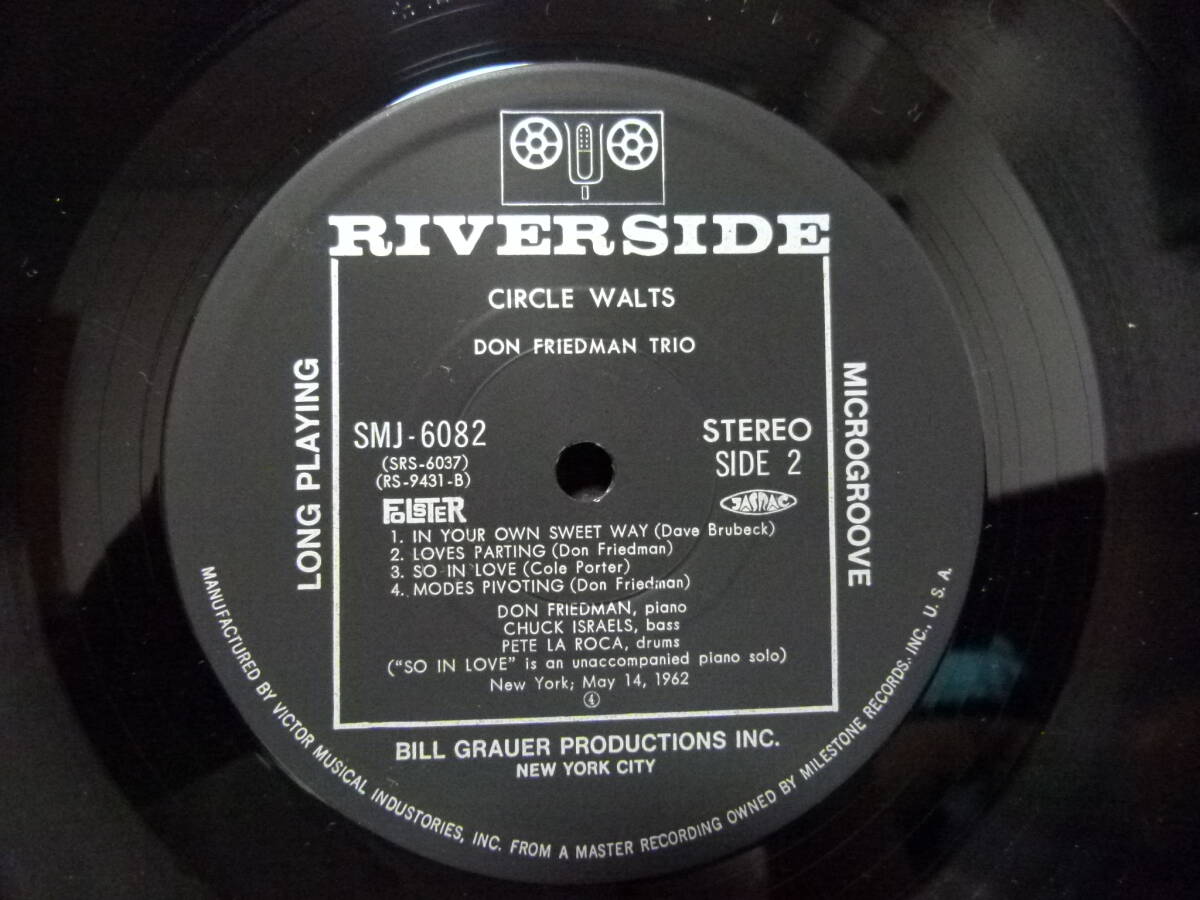 RIVERSIDE
CIRCLE WALTS
DON FRIEDMAN TRIO
LONG PLAYING
MICROGROOVE
SMJ-6082
(SRS-6037)
(RS-9431-B)
STEREO
SIDE 2
FOLSTER
JASRAC
1. IN YOUR OWN SWEET WAY (Dave Brubeck)
2. LOVES PARTING (Don Friedman)
3. SO IN LOVE (Cole Porter)
4. MODES PIVOTING (Don Friedman)
DON FRIEDMAN, piano
CHUCK ISRAELS, bass
PETE LA ROCA, drums
("SO IN LOVE" is an unaccompanied piano solo)
New York; May 14, 1962
④
BILL GRAUER PRODUCTIONS INC.
NEW YORK CITY
MANUFACTURED BY VICTOR MUSICAL INDUSTORIES, INC. FROM A MASTER RECORDING OWNED BY MILESTONE RECORDS, INC., U. S. A.